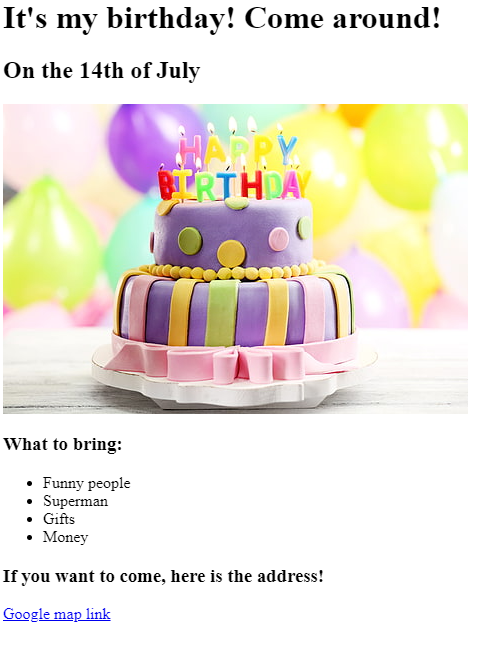 It's my birthday! Come around!
On the 14th of July
HAPPY
BIRTHDAY
What to bring:
Funny people
Superman
Gifts
Money
If you want to come, here is the address!
Google map link